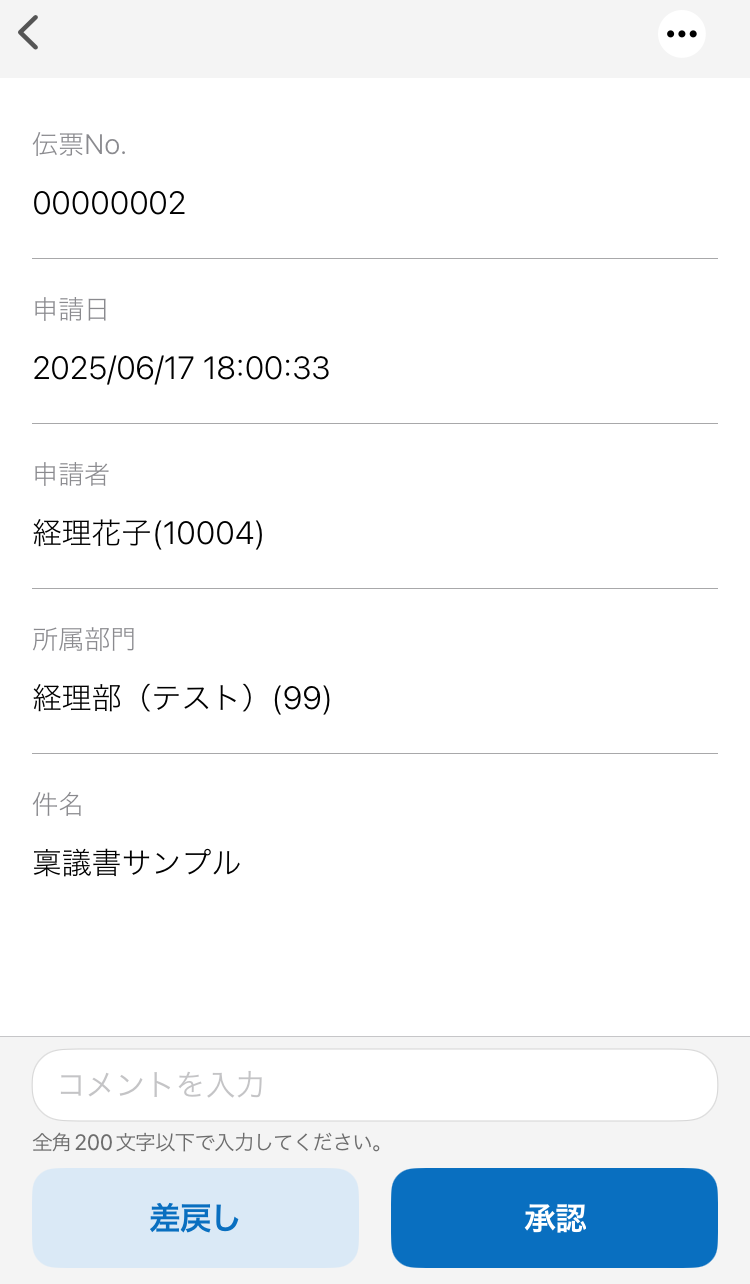 伝票No.
00000002
申請日
2025/06/17 18:00:33
申請者
経理花子(10004)
所属部門
経理部（テスト）(99)
件名
稟議書サンプル
コメントを入力
全角200文字以下で入力してください。
差戻し
承認